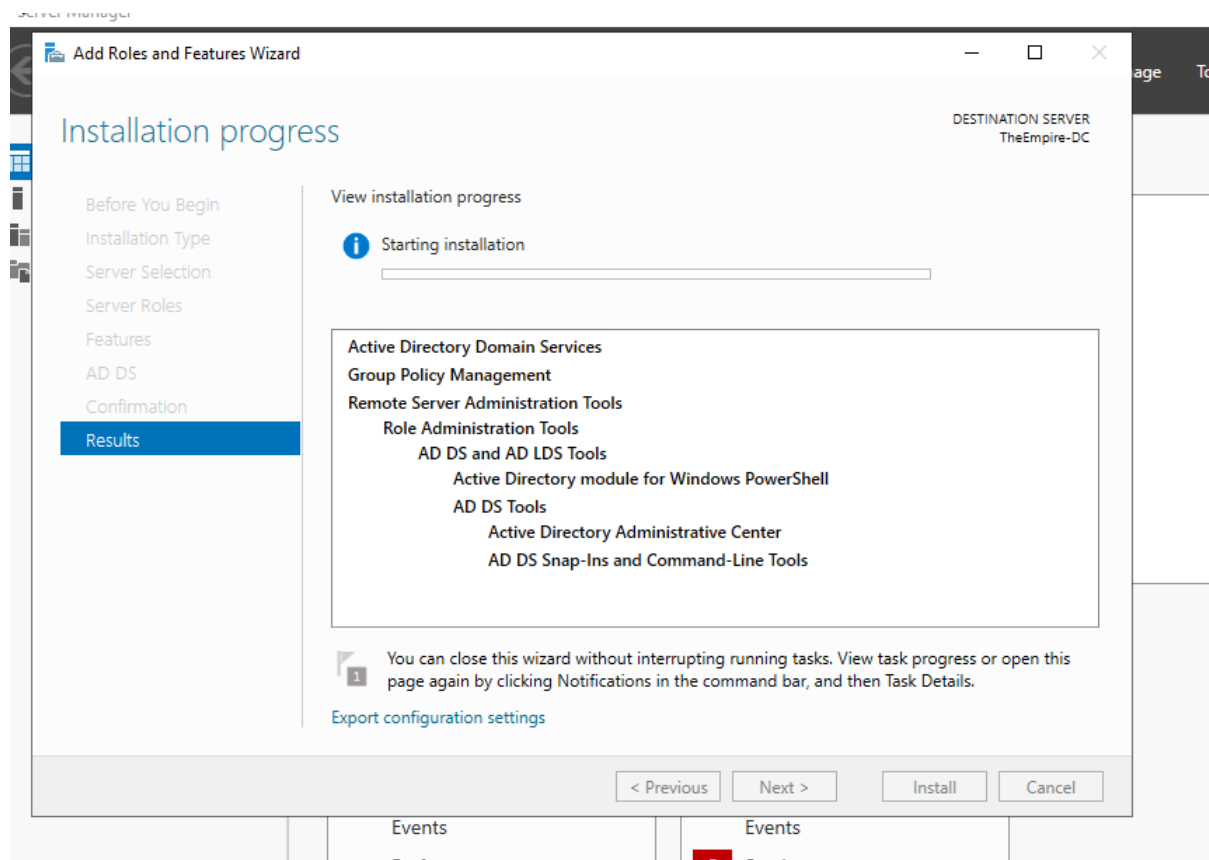 Server Manager
Add Roles and Features Wizard
age
Installation progress
DESTINATION SERVER
TheEmpire-DC
Before You Begin
Installation Type
Server Selection
Server Roles
Features
AD DS
Confirmation
Results
View installation progress
Starting installation
Active Directory Domain Services
Group Policy Management
Remote Server Administration Tools
Role Administration Tools
AD DS and AD LDS Tools
Active Directory module for Windows PowerShell
AD DS Tools
Active Directory Administrative Center
AD DS Snap-Ins and Command-Line Tools
1
You can close this wizard without interrupting running tasks. View task progress or open this
page again by clicking Notifications in the command bar, and then Task Details.
Export configuration settings
< Previous Next > Install Cancel
Events Events